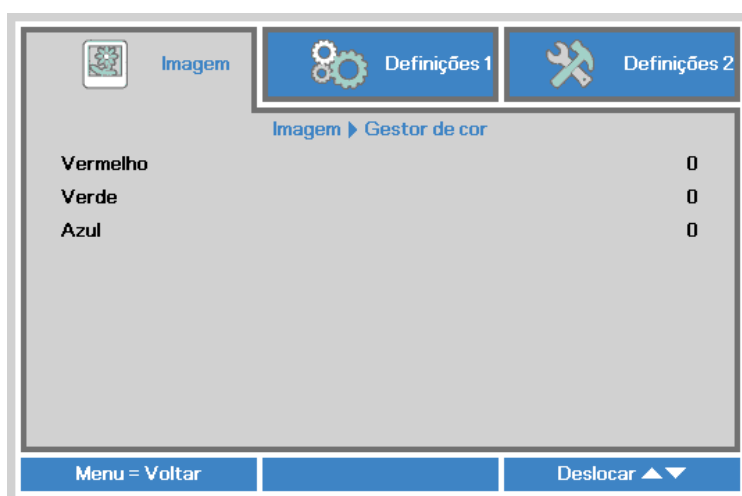 Imagem
Definições 1
Definições 2
Imagem ▶ Gestor de cor
Vermelho 0
Verde 0
Azul 0
Menu = Voltar
Deslocar ▲▼